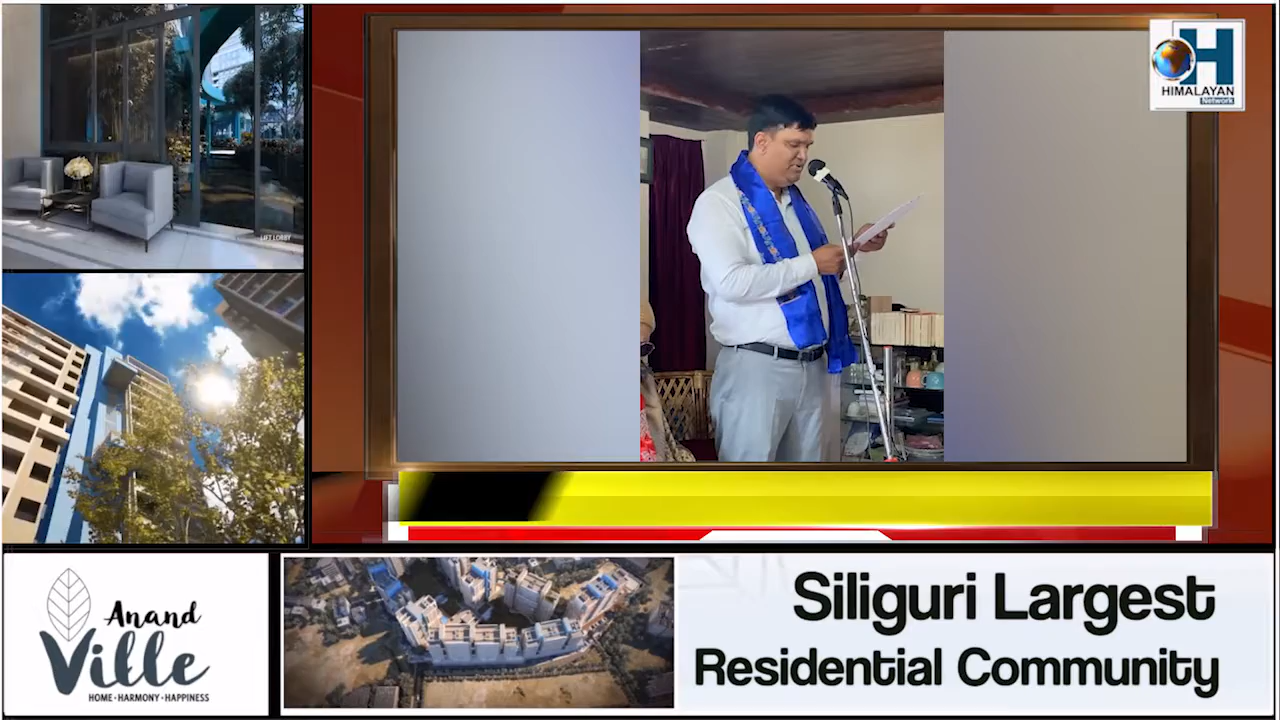 LIFT LOBBY
H
HIMALAYAN
Network
Anand
Ville
HOME • HARMONY • HAPPINESS
Siliguri Largest
Residential Community